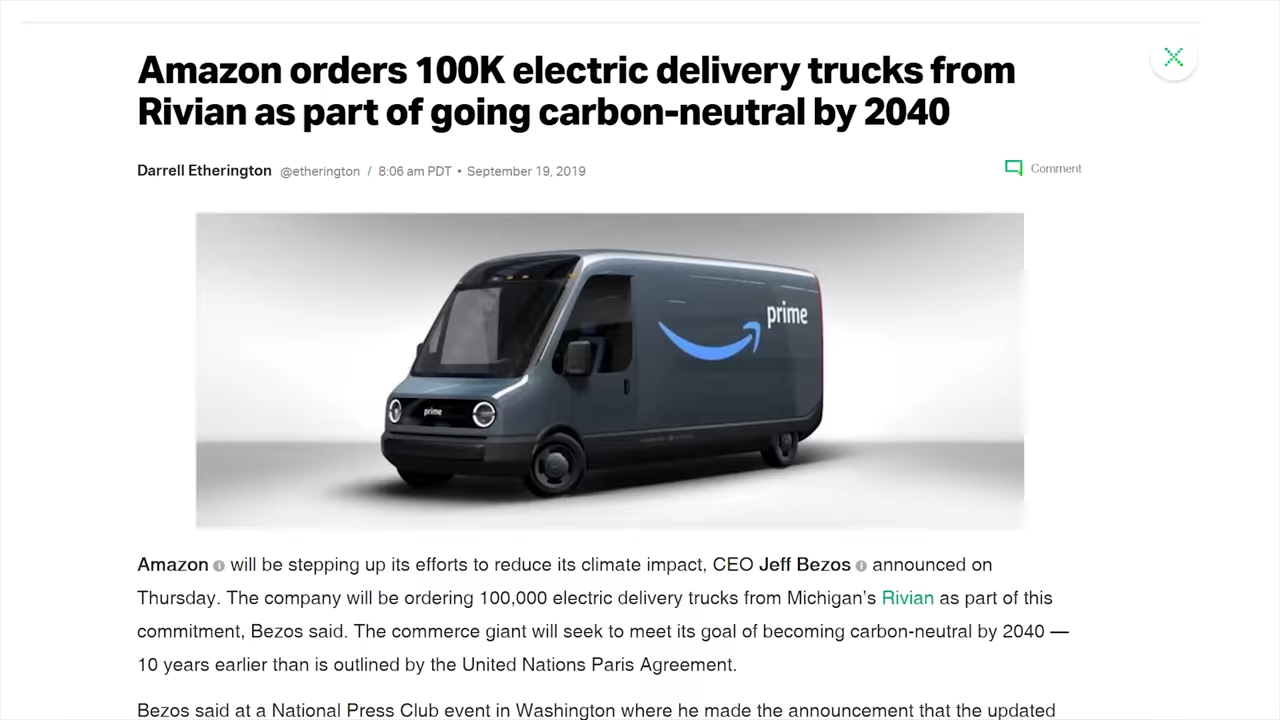 Amazon orders 100K electric delivery trucks from
Rivian as part of going carbon-neutral by 2040
Darrell Etherington @etherington / 8:06 am PDT • September 19, 2019
Comment
prime
prime
Amazon will be stepping up its efforts to reduce its climate impact, CEO Jeff Bezos announced on
Thursday. The company will be ordering 100,000 electric delivery trucks from Michigan’s Rivian as part of this
commitment, Bezos said. The commerce giant will seek to meet its goal of becoming carbon-neutral by 2040 —
10 years earlier than is outlined by the United Nations Paris Agreement.
Bezos said at a National Press Club event in Washington where he made the announcement that the updated